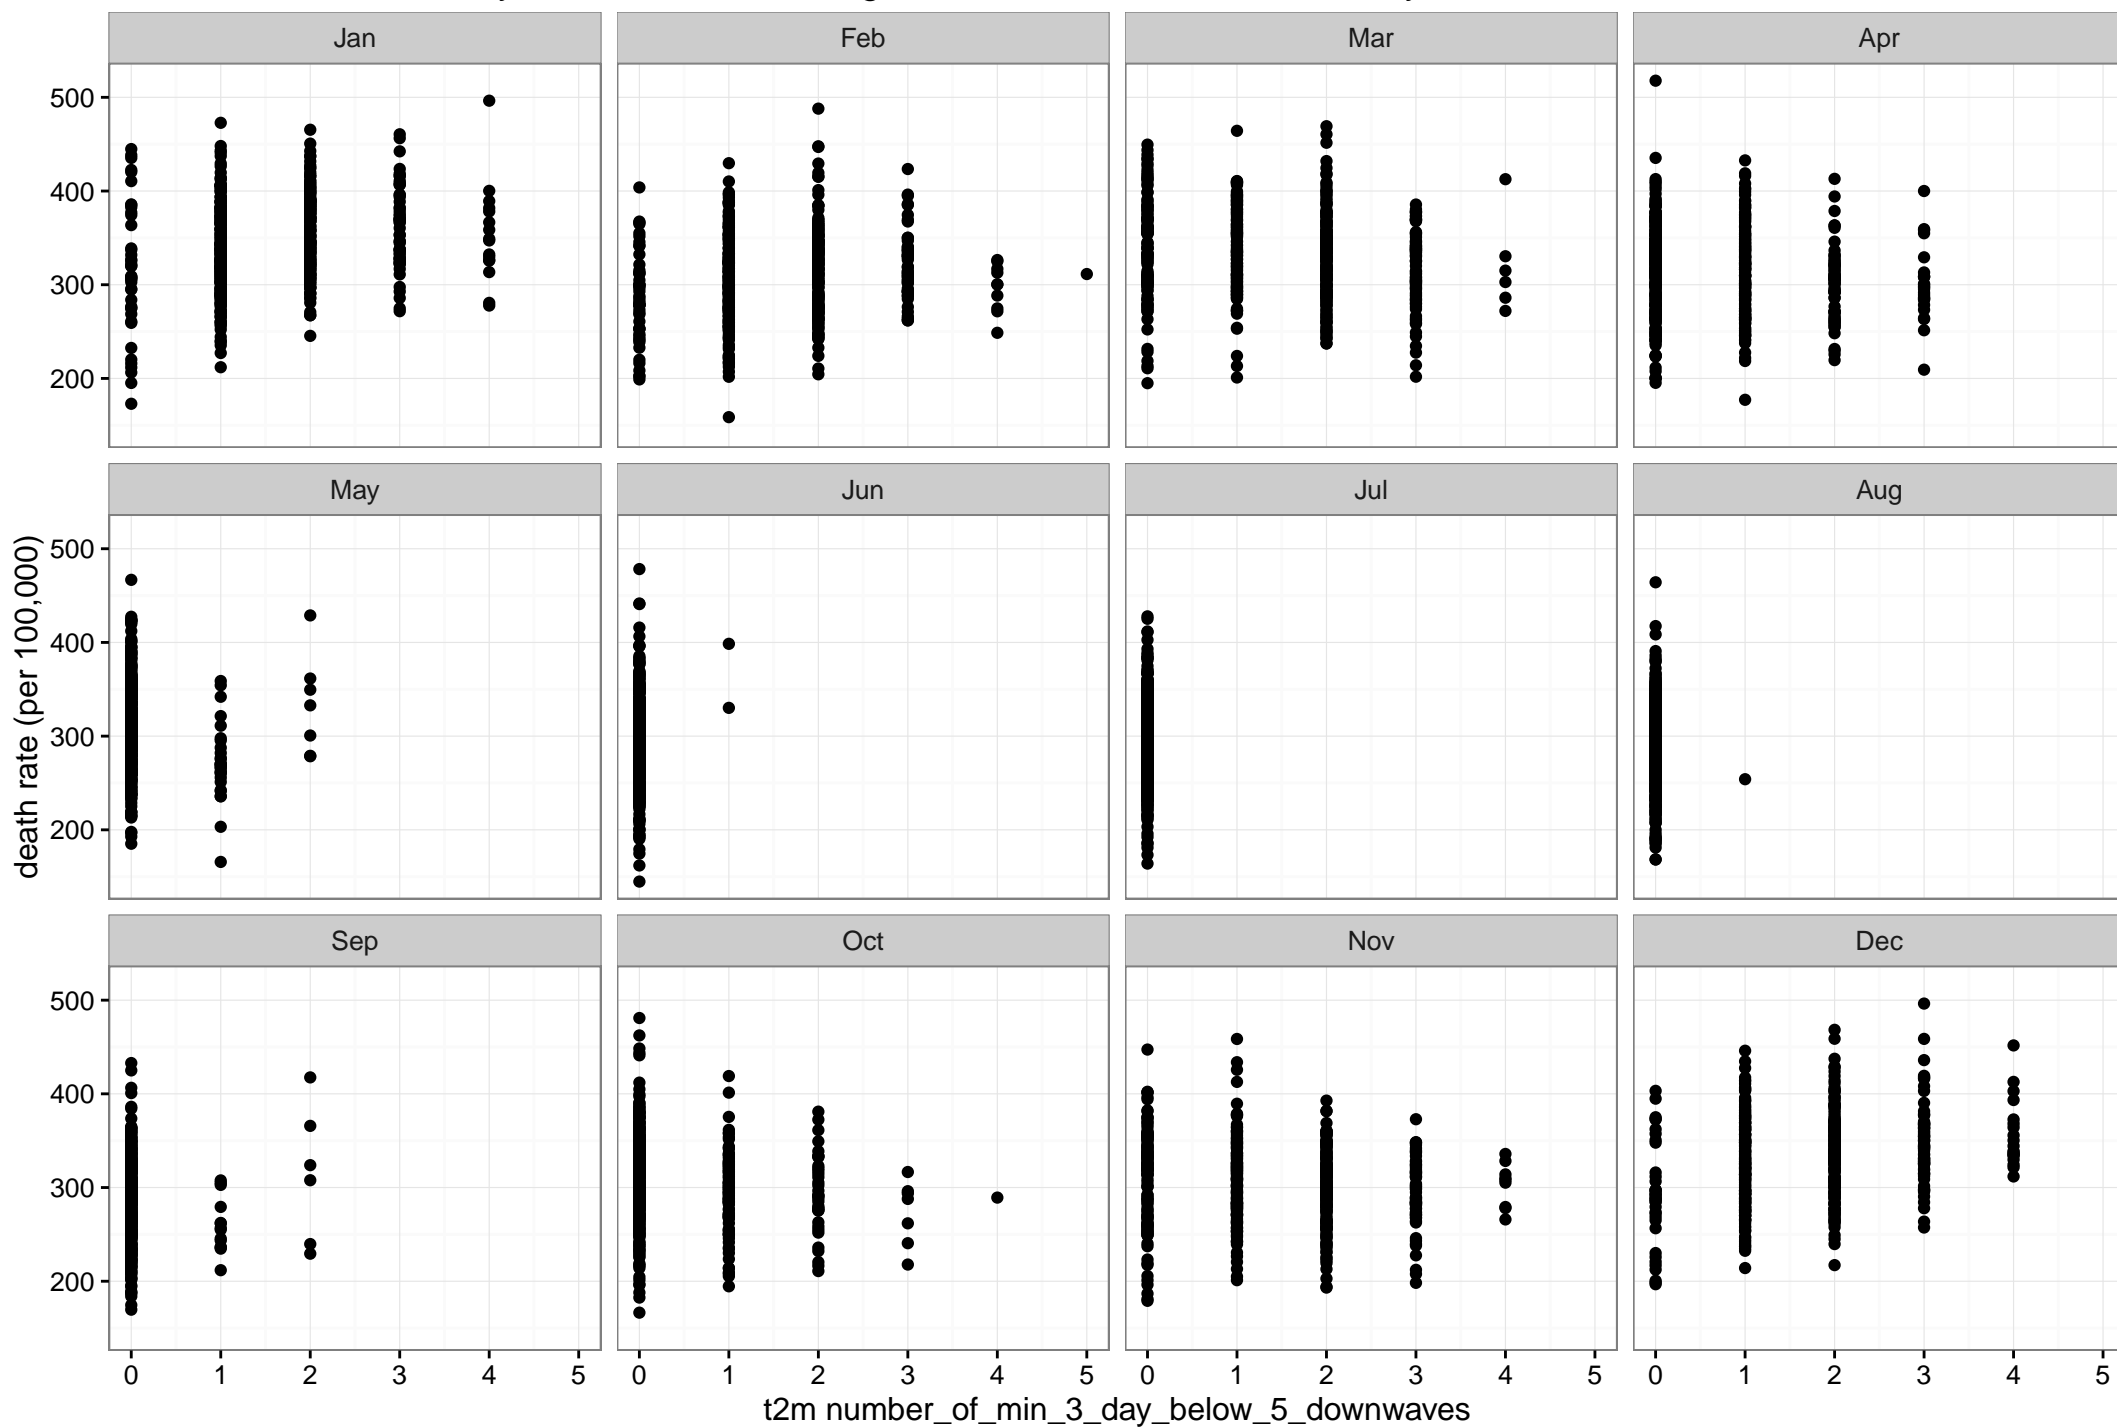 Jan Feb Mar Apr
500
400
300
200
May Jun Jul Aug
500
400
300
200
Sep Oct Nov Dec
500
400
300
200
0 1 2 3 4 5 0 1 2 3 4 5 0 1 2 3 4 5 0 1 2 3 4 5
death rate (per 100,000)
t2m number_of_min_3_day_below_5_downwaves